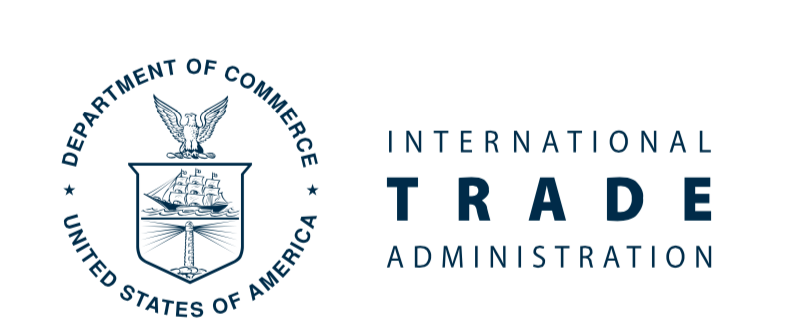 DEPARTMENT OF COMMERCE
UNITED STATES OF AMERICA
INTERNATIONAL
TRADE
ADMINISTRATION